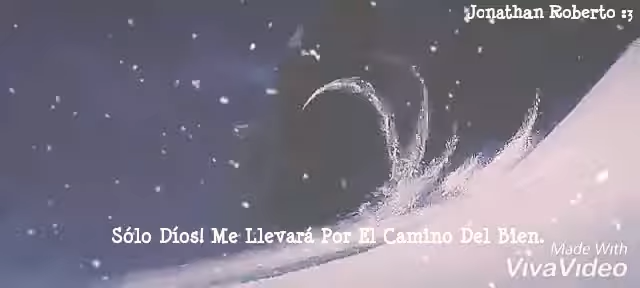 Jonathan Roberto :3
Sólo Díos! Me Llevará Por El Camino Del Bien.
Made With
VivaVideo